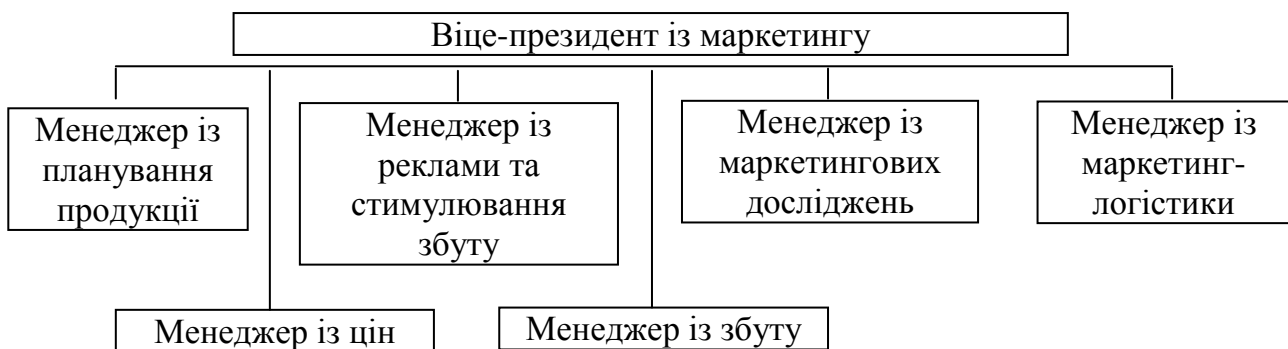 Віце-президент із маркетингу
Менеджер із
планування
продукції
Менеджер із
реклами та
стимулювання
збуту
Менеджер із
маркетингових
досліджень
Менеджер із
маркетинг-
логістики
Менеджер із цін
Менеджер із збуту